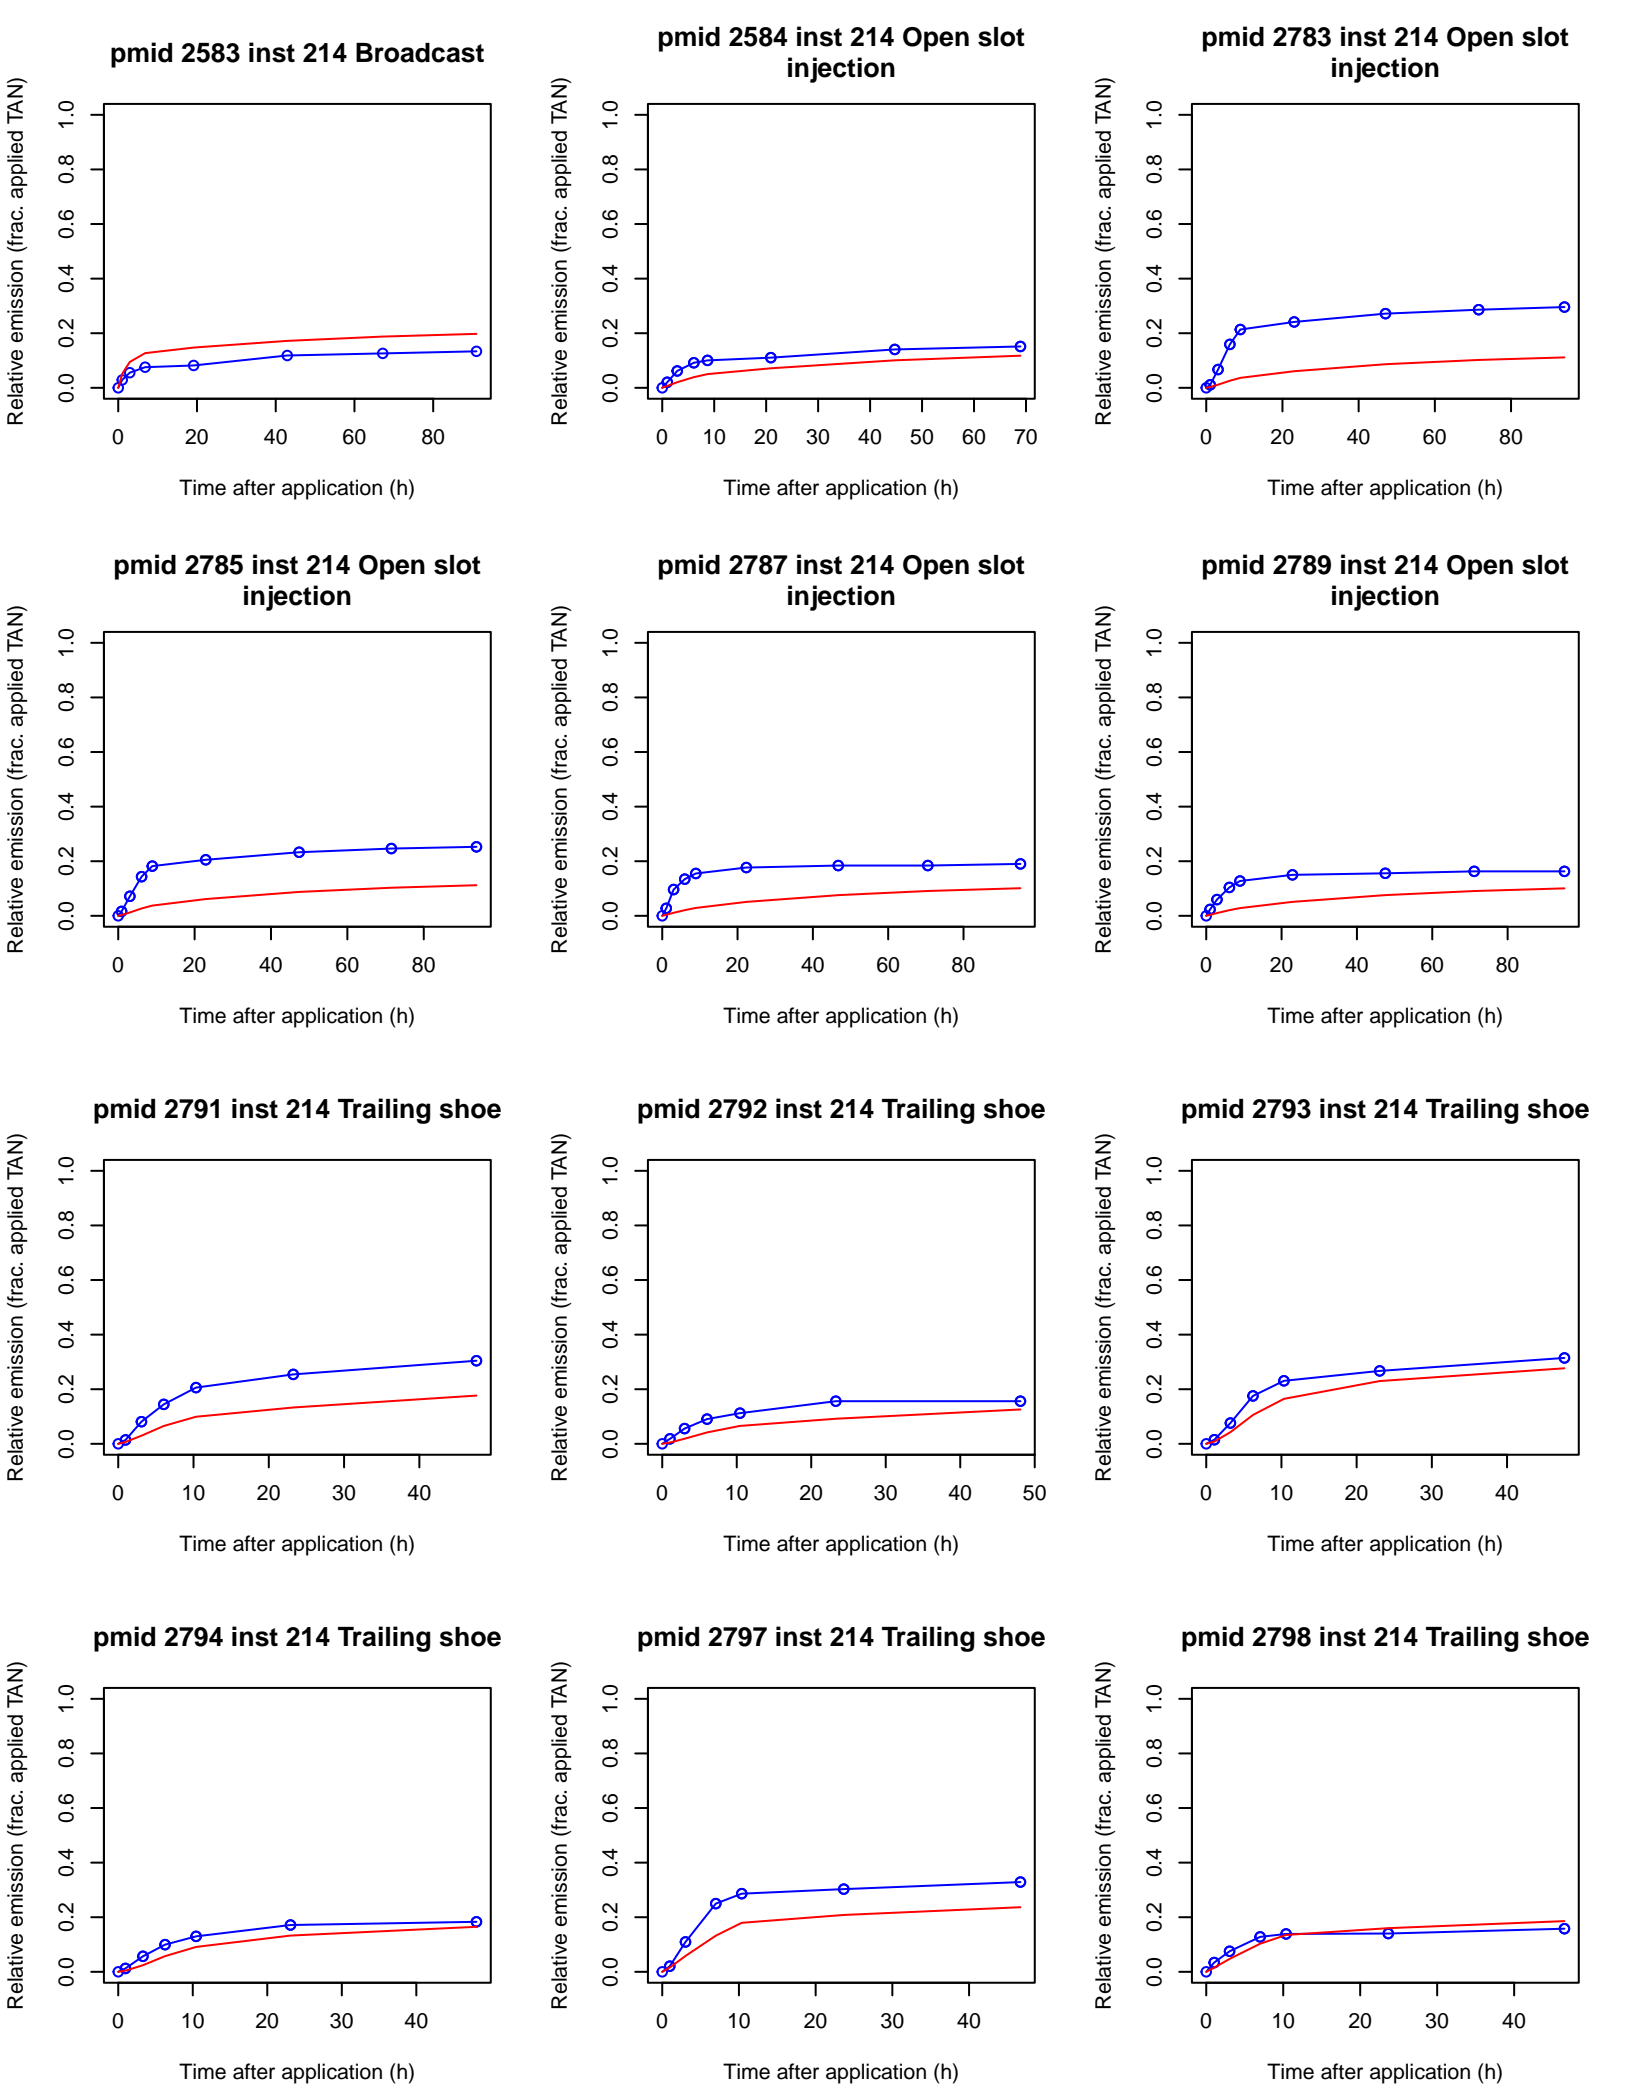 pmid 2583 inst 214 Broadcast
Relative emission (frac. applied TAN)
0.0 0.2 0.4 0.6 0.8 1.0
0 20 40 60 80
Time after application (h)
pmid 2584 inst 214 Open slot
injection
Relative emission (frac. applied TAN)
0.0 0.2 0.4 0.6 0.8 1.0
0 10 20 30 40 50 60 70
Time after application (h)
pmid 2783 inst 214 Open slot
injection
Relative emission (frac. applied TAN)
0.0 0.2 0.4 0.6 0.8 1.0
0 20 40 60 80
Time after application (h)
pmid 2785 inst 214 Open slot
injection
Relative emission (frac. applied TAN)
0.0 0.2 0.4 0.6 0.8 1.0
0 20 40 60 80
Time after application (h)
pmid 2787 inst 214 Open slot
injection
Relative emission (frac. applied TAN)
0.0 0.2 0.4 0.6 0.8 1.0
0 20 40 60 80
Time after application (h)
pmid 2789 inst 214 Open slot
injection
Relative emission (frac. applied TAN)
0.0 0.2 0.4 0.6 0.8 1.0
0 20 40 60 80
Time after application (h)
pmid 2791 inst 214 Trailing shoe
Relative emission (frac. applied TAN)
0.0 0.2 0.4 0.6 0.8 1.0
0 10 20 30 40
Time after application (h)
pmid 2792 inst 214 Trailing shoe
Relative emission (frac. applied TAN)
0.0 0.2 0.4 0.6 0.8 1.0
0 10 20 30 40 50
Time after application (h)
pmid 2793 inst 214 Trailing shoe
Relative emission (frac. applied TAN)
0.0 0.2 0.4 0.6 0.8 1.0
0 10 20 30 40
Time after application (h)
pmid 2794 inst 214 Trailing shoe
Relative emission (frac. applied TAN)
0.0 0.2 0.4 0.6 0.8 1.0
0 10 20 30 40
Time after application (h)
pmid 2797 inst 214 Trailing shoe
Relative emission (frac. applied TAN)
0.0 0.2 0.4 0.6 0.8 1.0
0 10 20 30 40
Time after application (h)
pmid 2798 inst 214 Trailing shoe
Relative emission (frac. applied TAN)
0.0 0.2 0.4 0.6 0.8 1.0
0 10 20 30 40
Time after application (h)